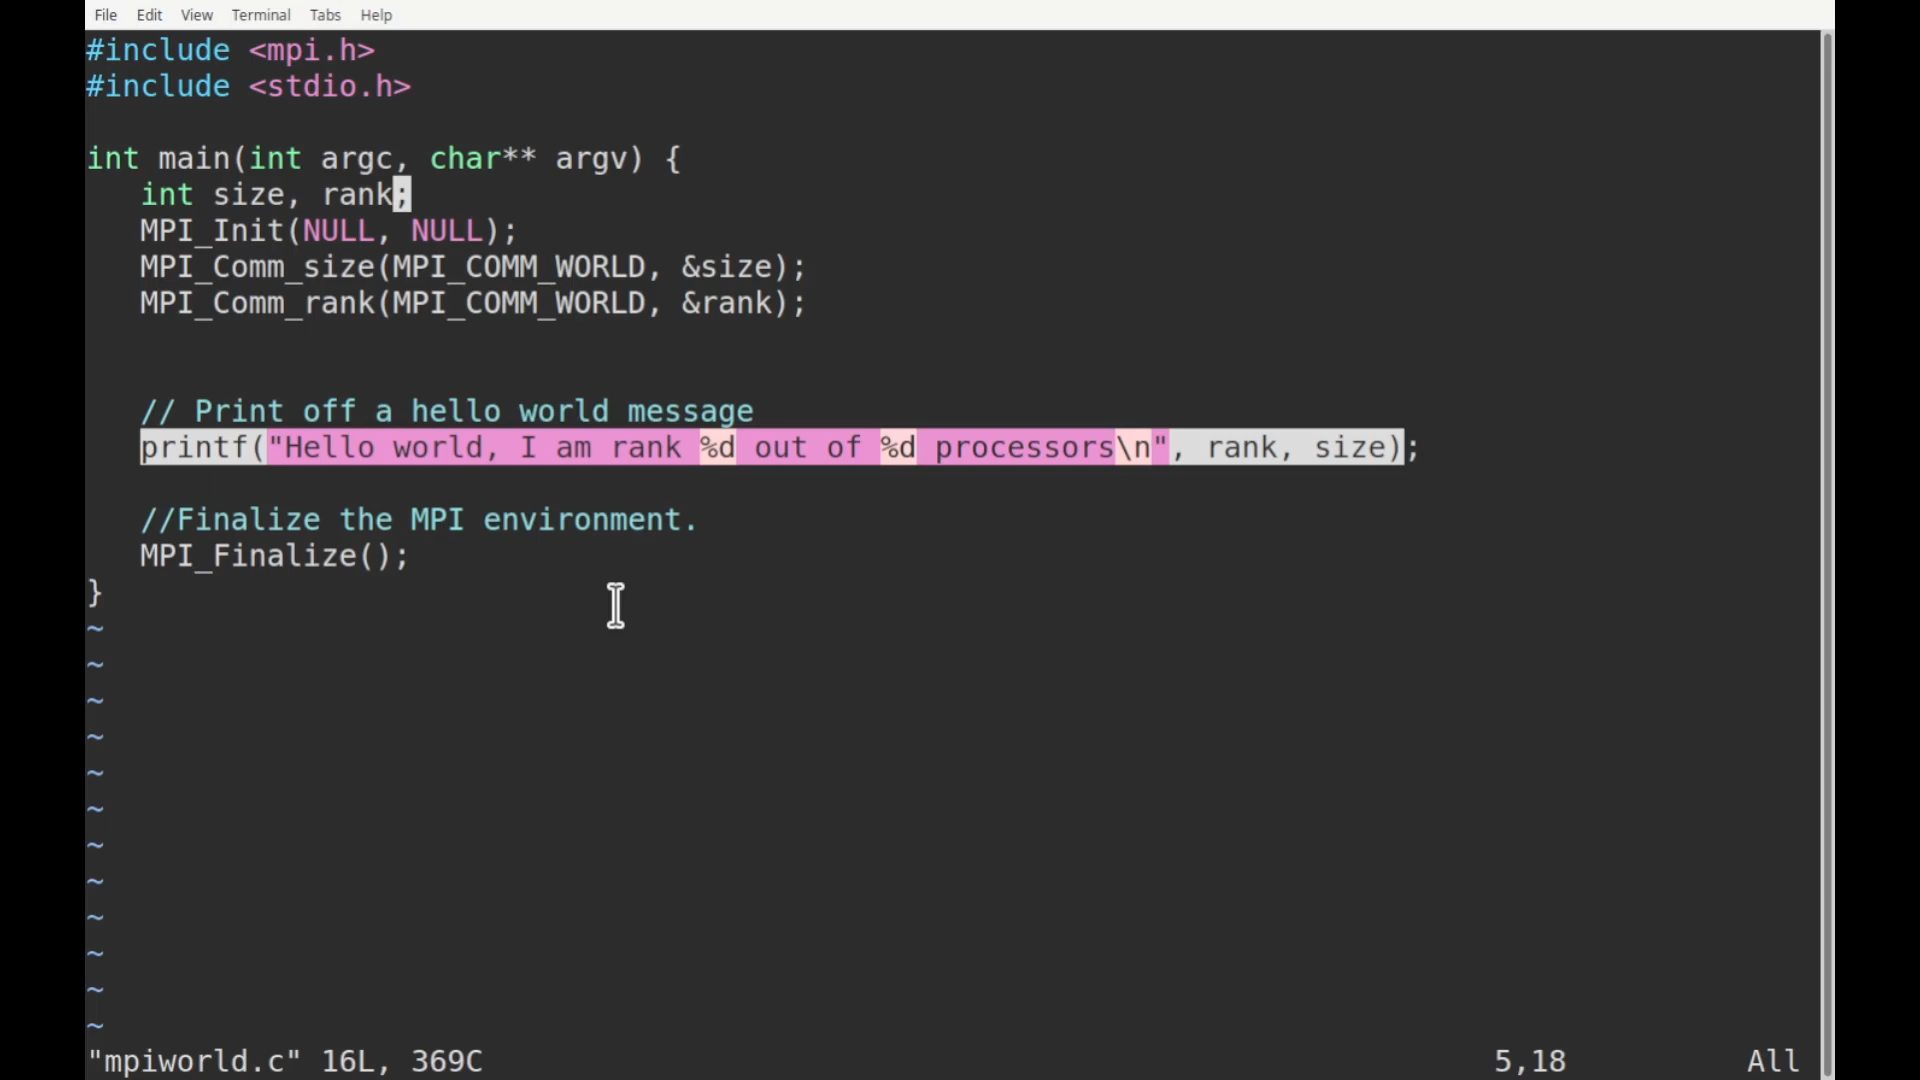 File Edit View Terminal Tabs Help
#include <mpi.h>
#include <stdio.h>
int main(int argc, char** argv) {
int size, rank;
MPI_Init(NULL, NULL);
MPI_Comm_size(MPI_COMM_WORLD, &size);
MPI_Comm_rank(MPI_COMM_WORLD, &rank);
// Print off a hello world message
printf("Hello world, I am rank %d out of %d processors\n", rank, size);
//Finalize the MPI environment.
MPI_Finalize();
}
~
~
~
~
~
~
~
~
~
~
~
~
"mpiworld.c" 16L, 369C 5,18 All